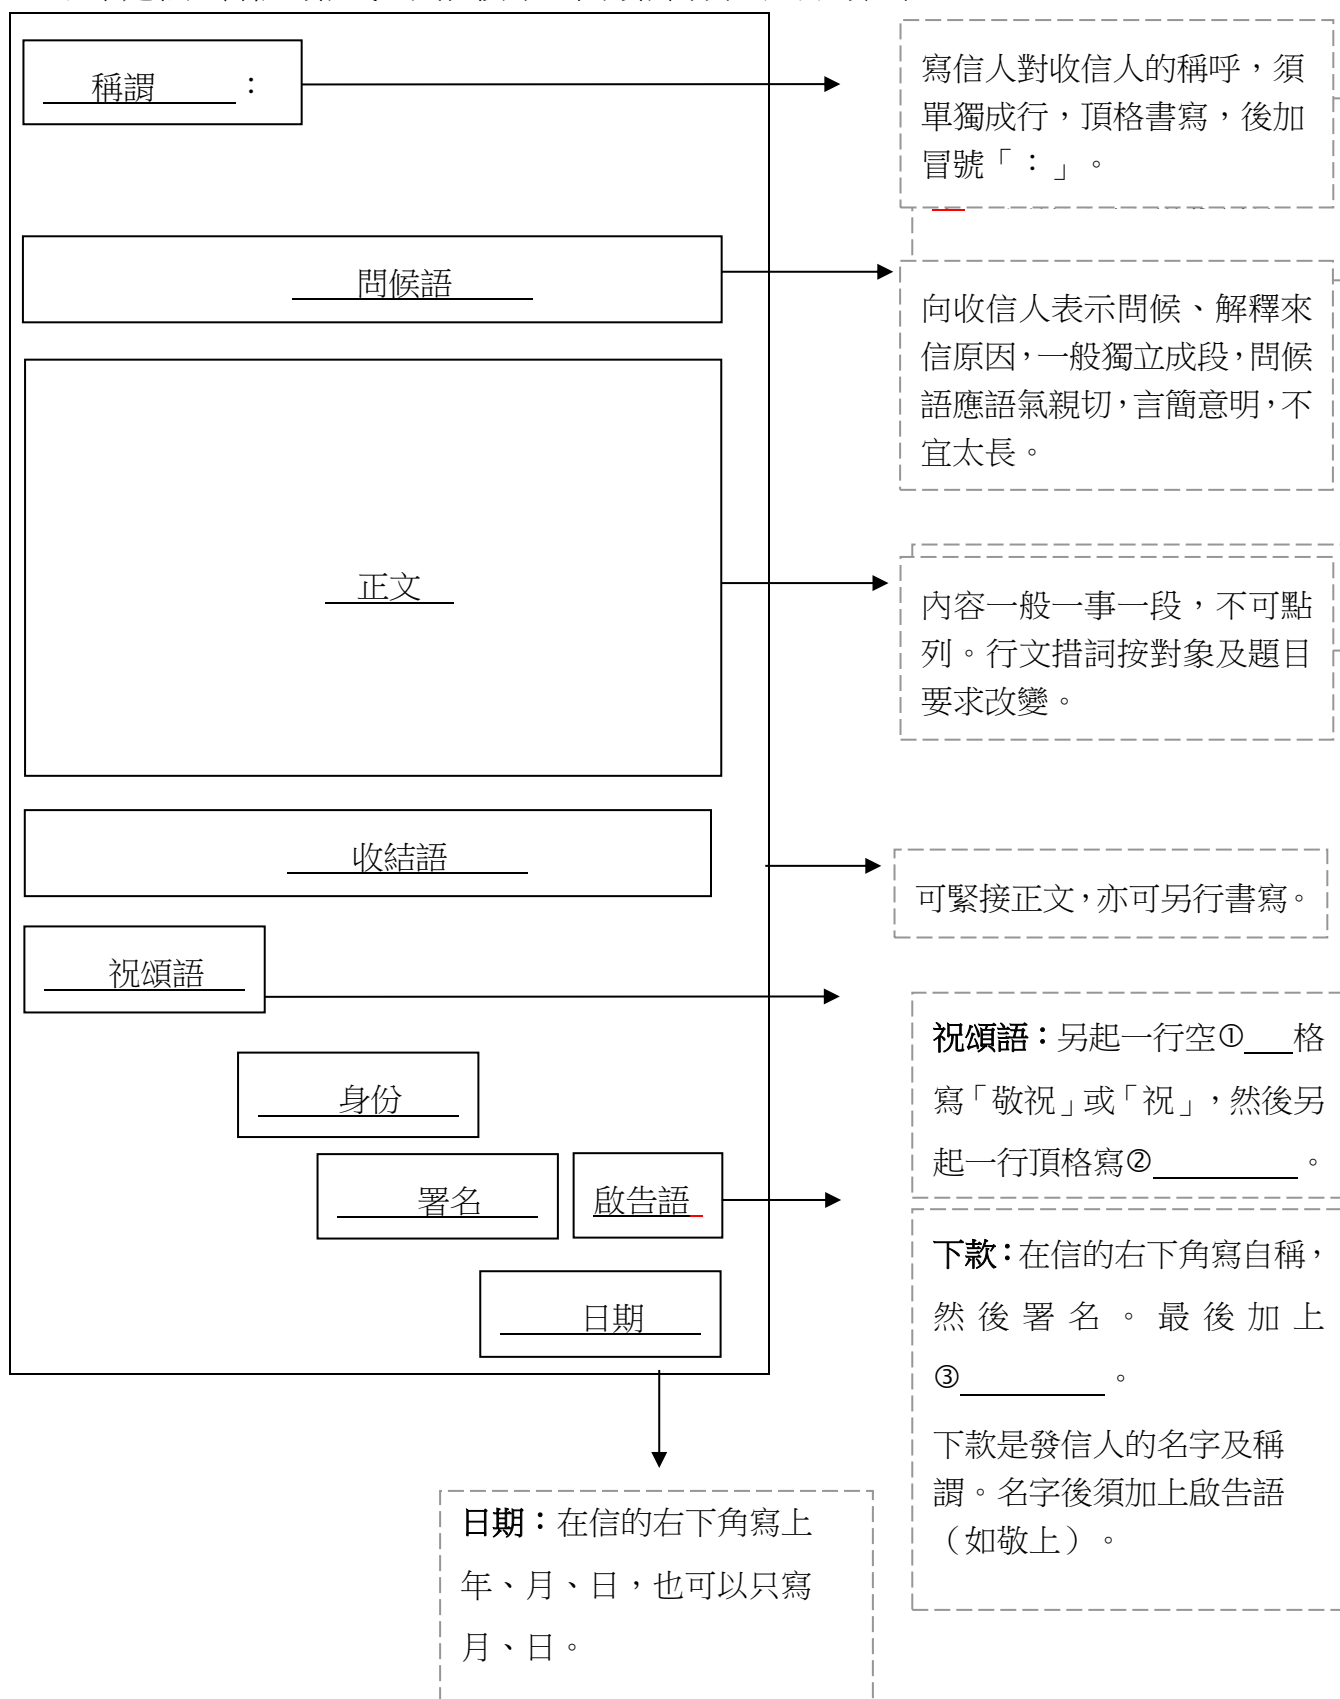 稱謂 :
寫信人對收信人的稱呼，須
單獨成行，頂格書寫，後加
冒號「：」。
問候語
向收信人表示問候、解釋來
信原因，一般獨立成段，問候
語應語氣親切，言簡意明，不
宜太長。
正文
內容一般一事一段，不可點
列。行文措詞按對象及題目
要求改變。
收結語
可緊接正文，亦可另行書寫。
祝頌語
祝頌語：另起一行空①___格
寫「敬祝」或「祝」，然後另
起一行頂格寫②_________。
身份
署名
啟告語
下款：在信的右下角寫自稱，
然後署名。最後加上
③_________。
下款是發信人的名字及稱
謂。名字後須加上啟告語
（如敬上）。
日期
日期：在信的右下角寫上
年、月、日，也可以只寫
月、日。